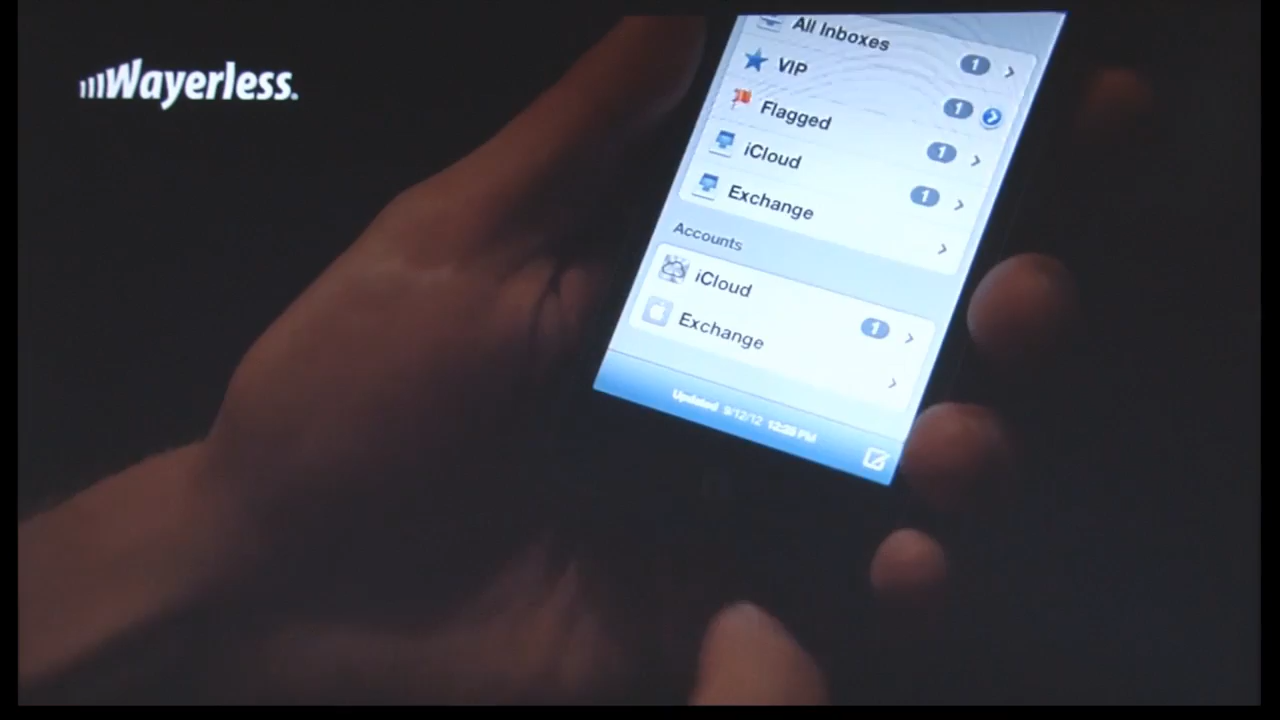 Wayerless.
All Inboxes 1
VIP 1
Flagged 1
iCloud 1
Exchange
Accounts
iCloud 1
Exchange
Updated 9/12/12 12:25 PM